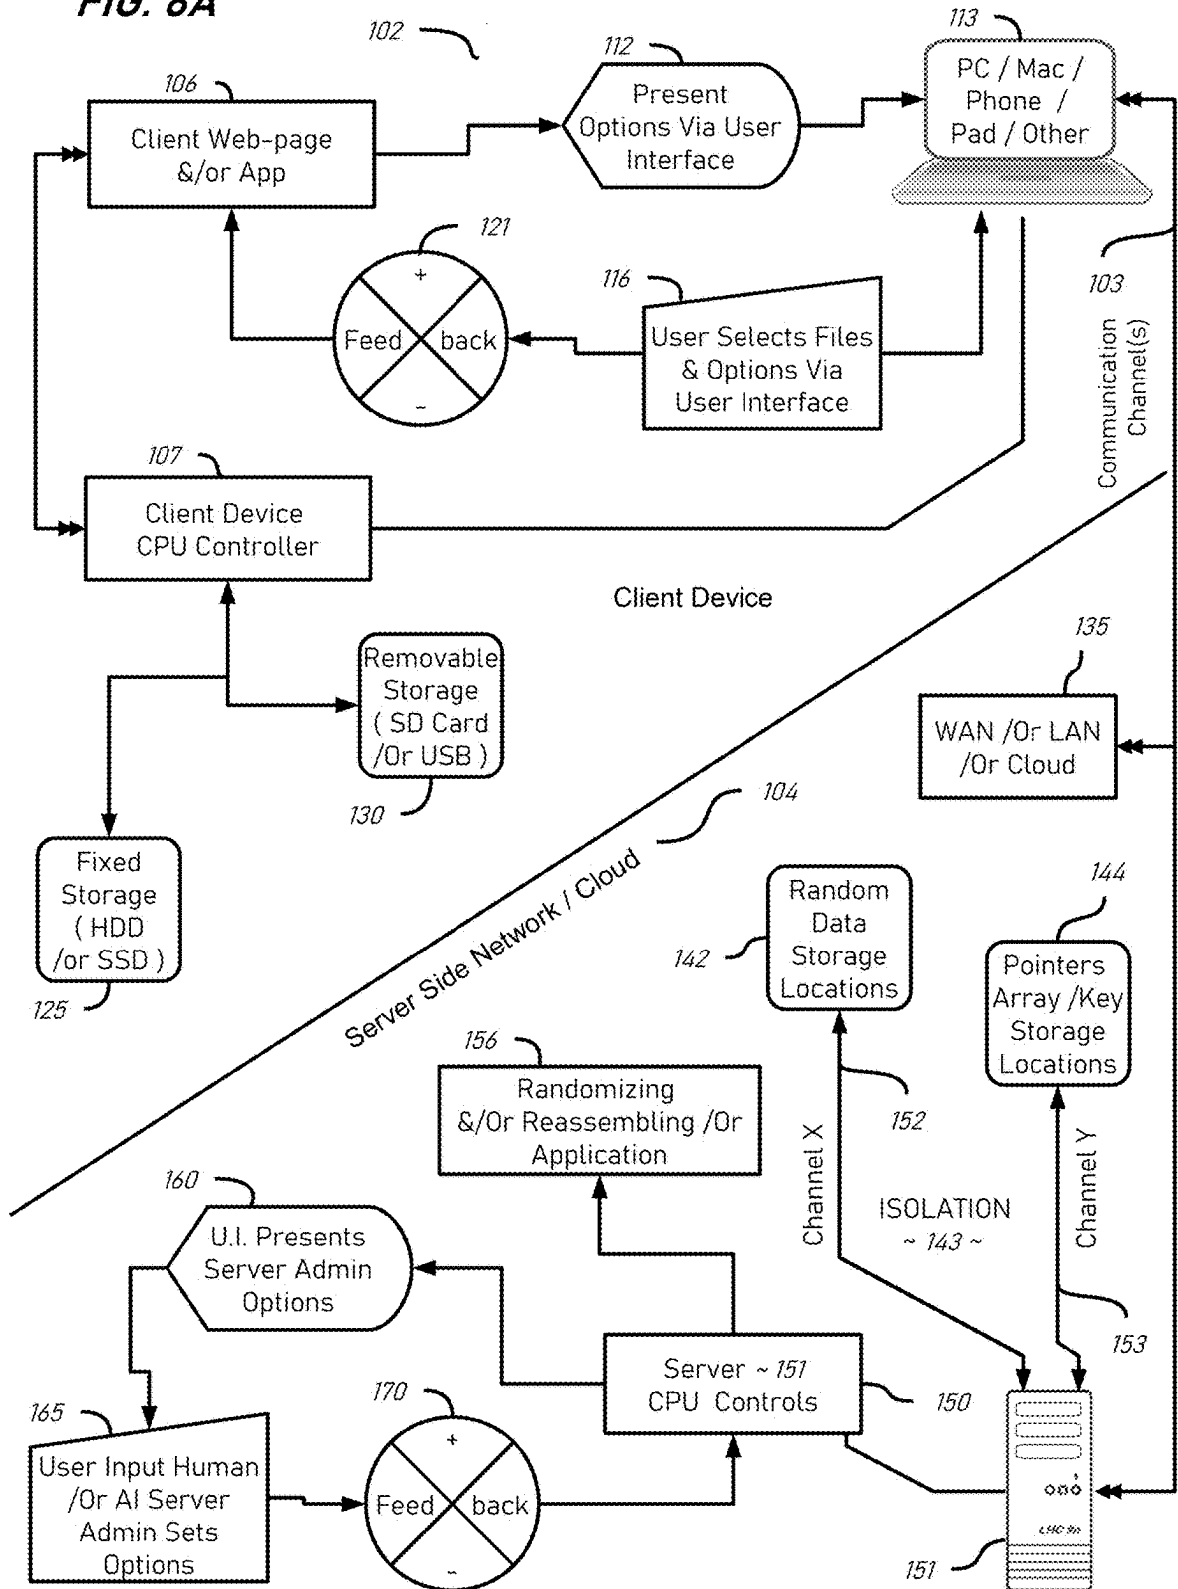 FIG. 6A
102
112
113
106
Client Web-page
&/or App
Present
Options Via User
Interface
PC / Mac /
Phone /
Pad / Other
121
+
Feed back
-
116
User Selects Files
& Options Via
User Interface
103
Communication
Channel(s)
107
Client Device
CPU Controller
Client Device
Removable
Storage
( SD Card
/Or USB )
130
135
WAN /Or LAN
/Or Cloud
104
Server Side Network / Cloud
Fixed
Storage
( HDD
/or SSD )
125
Random
Data
Storage
Locations
142
144
Pointers
Array /Key
Storage
Locations
156
Randomizing
&/Or Reassembling /Or
Application
152
Channel X
ISOLATION
~ 143 ~
Channel Y
153
160
U.I. Presents
Server Admin
Options
Server ~ 151
CPU Controls
150
165
User Input Human
/Or AI Server
Admin Sets
Options
170
+
Feed back
-
151